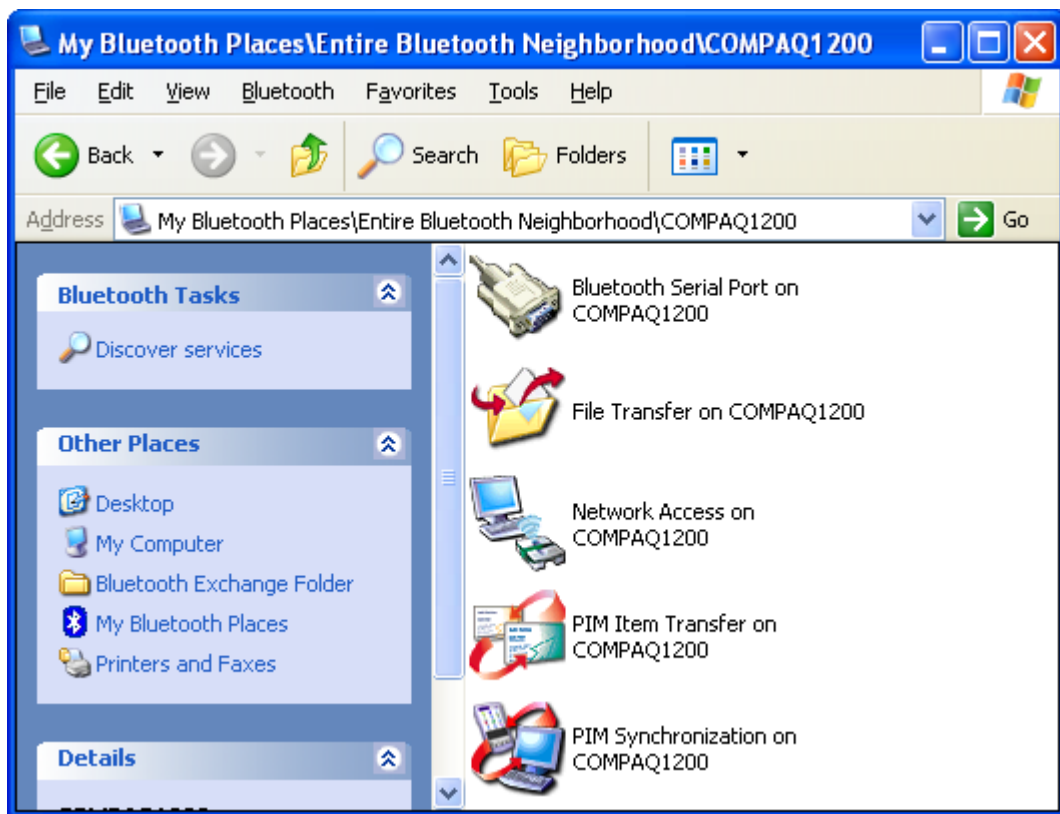 My Bluetooth Places\Entire Bluetooth Neighborhood\COMPAQ1200
File Edit View Bluetooth Favorites Tools Help
Back Search Folders
Address My Bluetooth Places\Entire Bluetooth Neighborhood\COMPAQ1200 Go
Bluetooth Tasks
Discover services
Other Places
Desktop
My Computer
Bluetooth Exchange Folder
My Bluetooth Places
Printers and Faxes
Details
Bluetooth Serial Port on
COMPAQ1200
File Transfer on COMPAQ1200
Network Access on
COMPAQ1200
PIM Item Transfer on
COMPAQ1200
PIM Synchronization on
COMPAQ1200